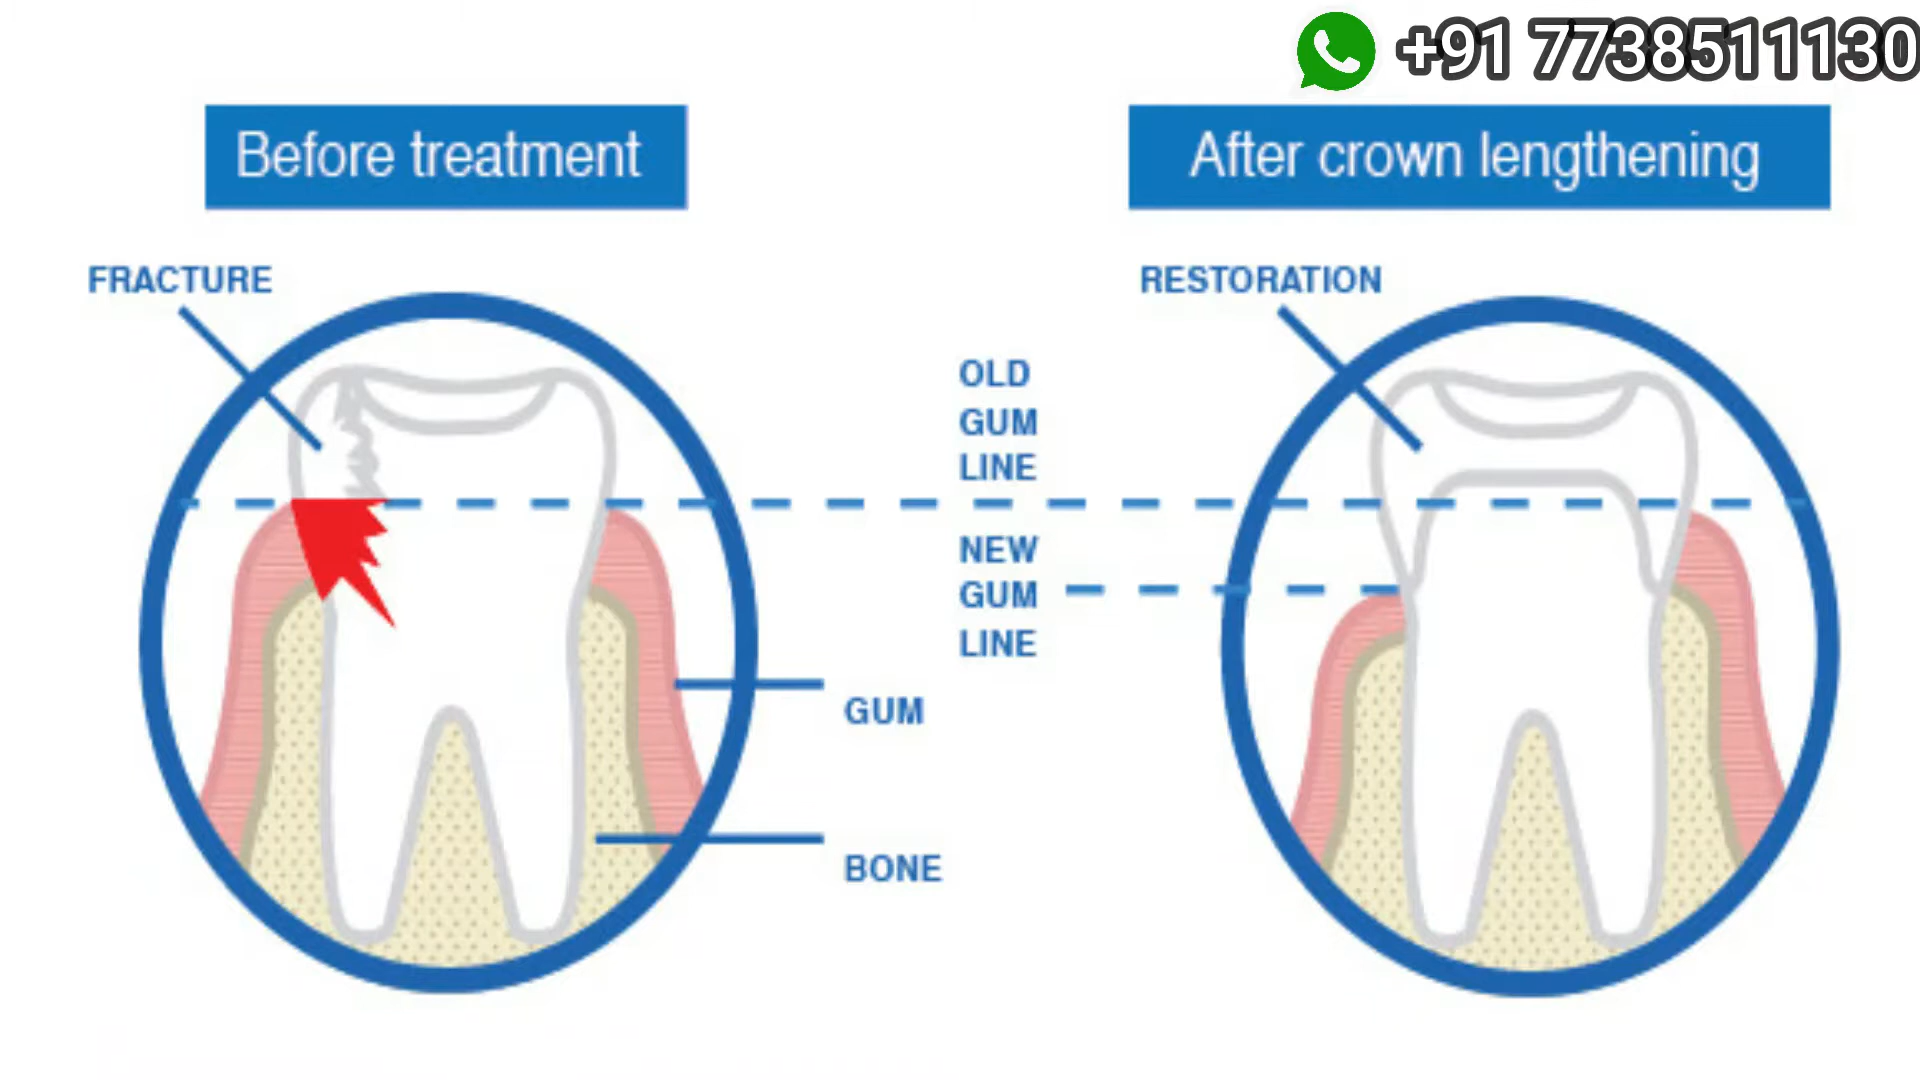 +91 7738511130
Before treatment
After crown lengthening
FRACTURE
RESTORATION
OLD
GUM
LINE
NEW
GUM
LINE
GUM
BONE